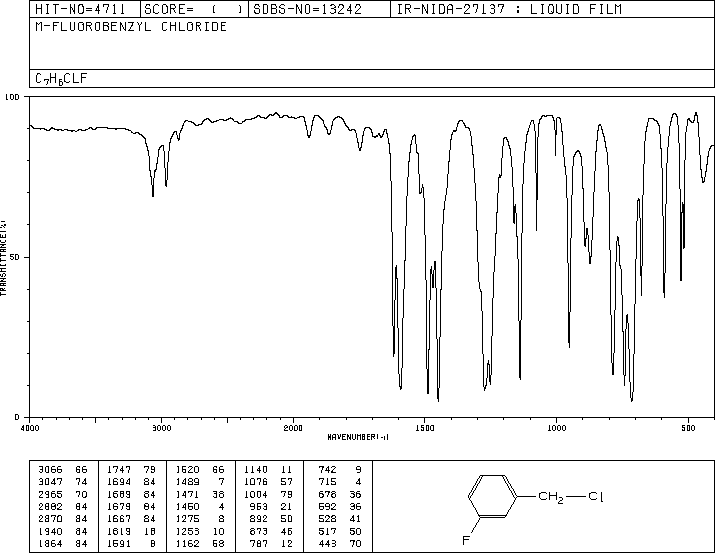 HIT-NO=4711 SCORE= ( ) SDBS-NO=13242 IR-NIDA-27137 : LIQUID FILM
M-FLUOROBENZYL CHLORIDE
C7H6CLF
100
50
0
TRANSMITTANCE(%)
4000 3000 2000 1500 1000 500
WAVENUMBER(-1)
3066 66 1747 79 1520 66 1140 11 742 9
3047 74 1694 84 1489 7 1076 57 715 4
2965 70 1689 84 1471 38 1004 79 678 36
2882 84 1679 84 1450 4 953 21 592 36
2870 84 1667 84 1275 8 892 50 528 41
1940 84 1619 18 1253 10 873 46 517 50
1864 84 1591 8 1162 58 787 12 443 70
CH2 Cl
F